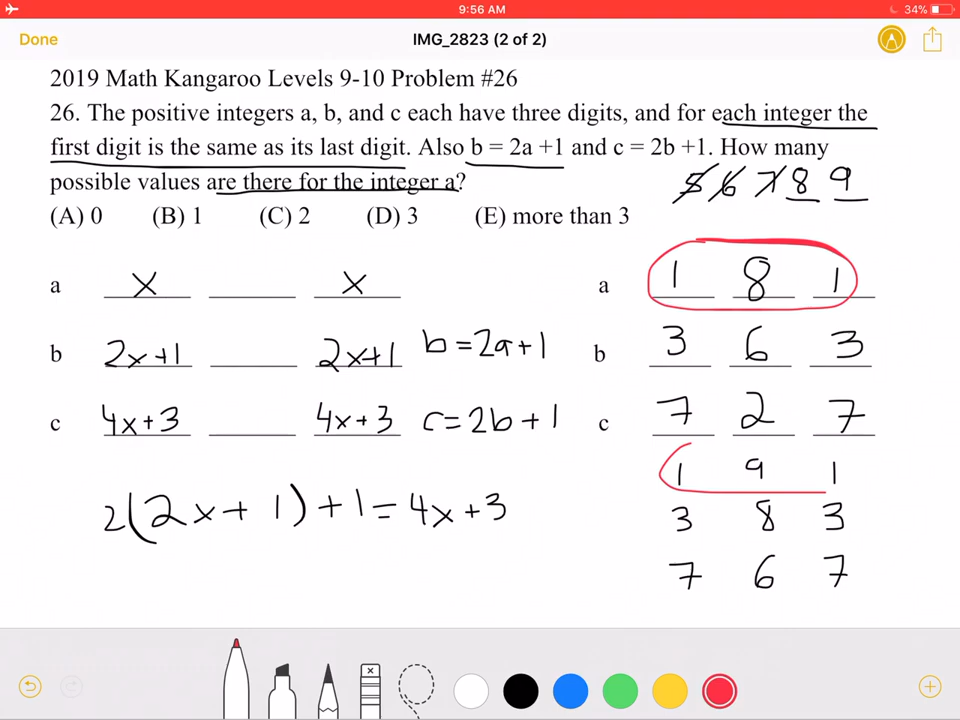 9:56 AM
34%
Done
IMG_2823 (2 of 2)
2019 Math Kangaroo Levels 9-10 Problem #26
26. The positive integers a, b, and c each have three digits, and for each integer the
first digit is the same as its last digit. Also b = 2a +1 and c = 2b +1. How many
possible values are there for the integer a?
5 6 7 8 9
(A) 0 (B) 1 (C) 2 (D) 3 (E) more than 3
a x x a 1 8 1
b 2x+1 2x+1 b=2a+1 b 3 6 3
c 4x+3 4x+3 c=2b+1 c 7 2 7
1 9 1
2(2x+1)+1=4x+3 3 8 3
7 6 7